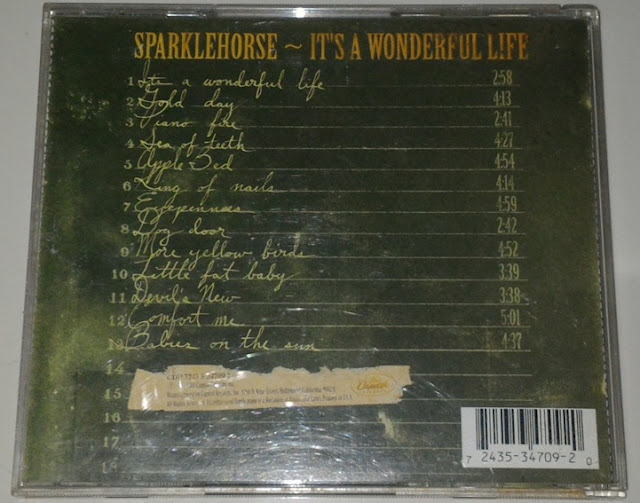 SPARKLEHORSE ~ IT'S A WONDERFUL L!FE
1 It's a wonderful life 2:58
2 Gold day 4:13
3 Piano fire 2:41
4 Sea of teeth 4:27
5 Apple Bed 4:54
6 King of nails 4:14
7 Eyepennies 4:59
8 Dog door 2:42
9 More yellow birds 4:52
10 Little fat baby 3:39
11 Devil's New 3:38
12 Comfort me 5:01
13 Babies on the sun 4:37
14
15
Capitol
16
17
18
7 2435-34709-2 0